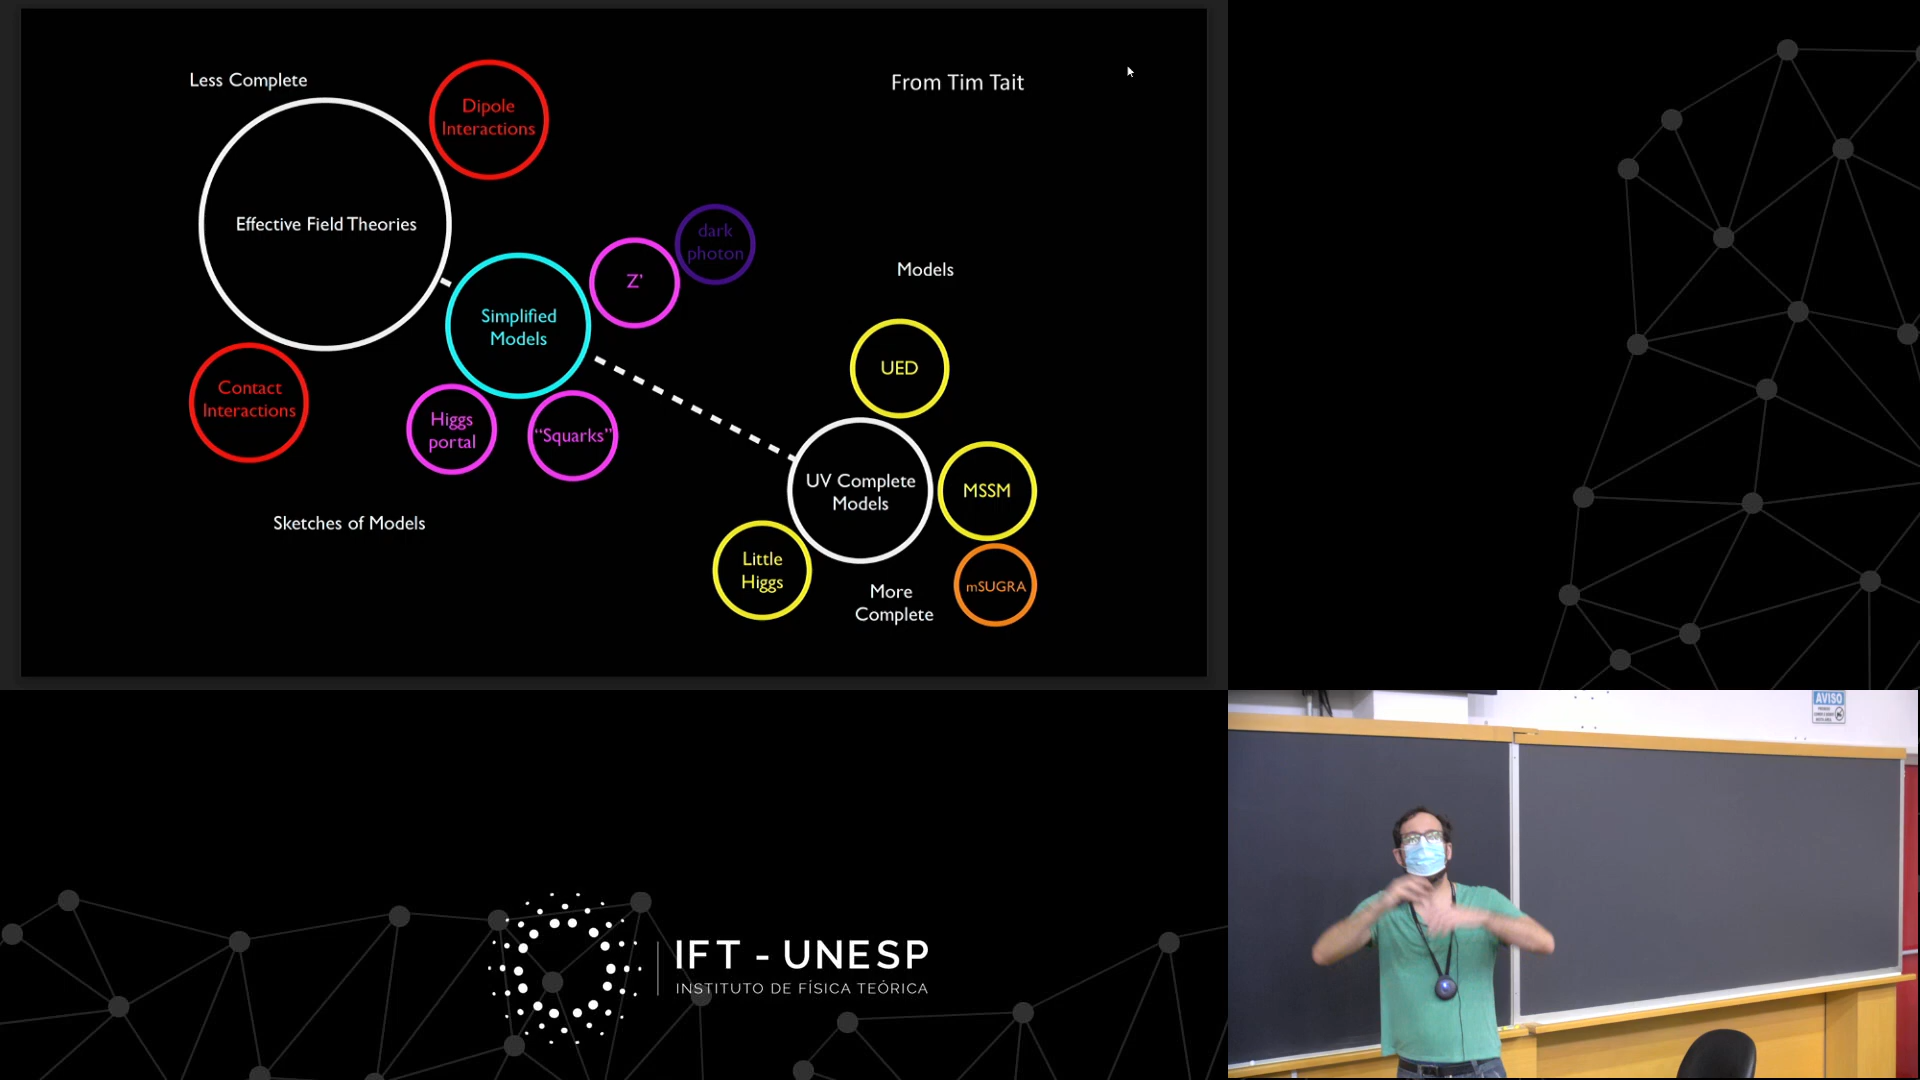 Less Complete
From Tim Tait
Dipole
Interactions
Effective Field Theories
dark
photon
Z'
Models
Simplified
Models
UED
Contact
Interactions
Higgs
portal
“Squarks”
UV Complete
Models
MSSM
Sketches of Models
Little
Higgs
More
Complete
mSUGRA
AVISO
IFT - UNESP
INSTITUTO DE FÍSICA TEÓRICA